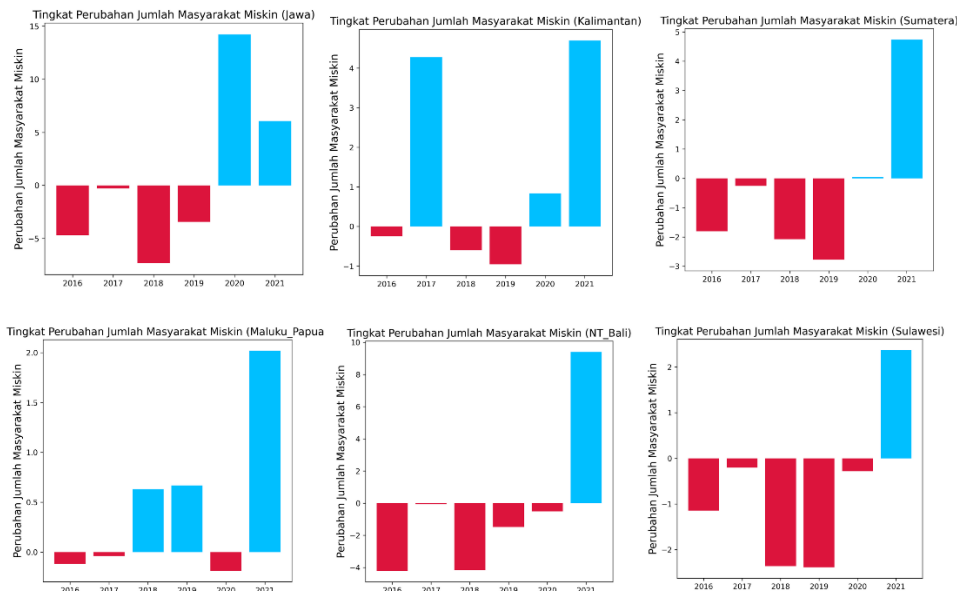 Tingkat Perubahan Jumlah Masyarakat Miskin (Jawa)
Perubahan Jumlah Masyarakat Miskin
15
10
5
0
−5
2016 2017 2018 2019 2020 2021
Tingkat Perubahan Jumlah Masyarakat Miskin (Kalimantan)
Perubahan Jumlah Masyarakat Miskin
4
3
2
1
0
−1
2016 2017 2018 2019 2020 2021
Tingkat Perubahan Jumlah Masyarakat Miskin (Sumatera)
Perubahan Jumlah Masyarakat Miskin
5
4
3
2
1
0
−1
−2
−3
2016 2017 2018 2019 2020 2021
Tingkat Perubahan Jumlah Masyarakat Miskin (Maluku_Papua
Perubahan Jumlah Masyarakat Miskin
2.0
1.5
1.0
0.5
0.0
2016 2017 2018 2019 2020 2021
Tingkat Perubahan Jumlah Masyarakat Miskin (NT_Bali)
Perubahan Jumlah Masyarakat Miskin
10
8
6
4
2
0
−2
−4
2016 2017 2018 2019 2020 2021
Tingkat Perubahan Jumlah Masyarakat Miskin (Sulawesi)
Perubahan Jumlah Masyarakat Miskin
2
1
0
−1
−2
2016 2017 2018 2019 2020 2021